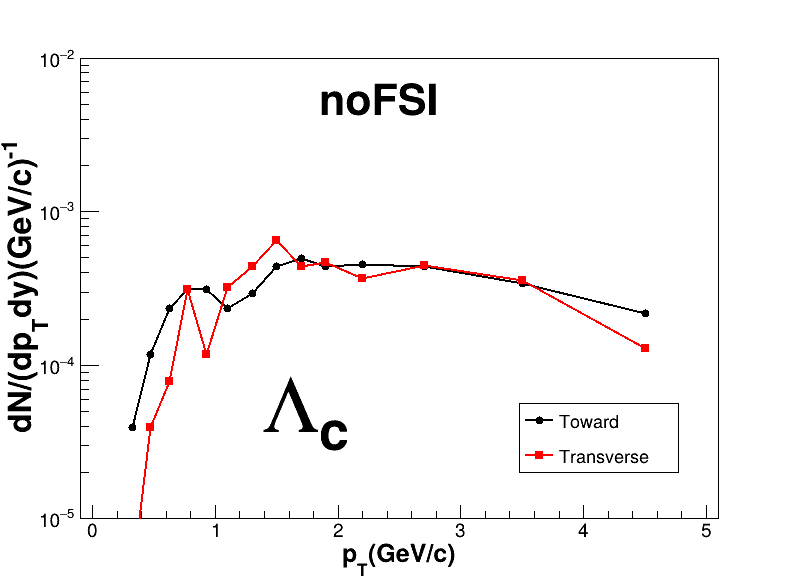 noFSI
10⁻²
10⁻³
10⁻⁴
10⁻⁵
dN/(dp_T dy)(GeV/c)⁻¹
Λ_c
Toward
Transverse
0 1 2 3 4 5
p_T(GeV/c)